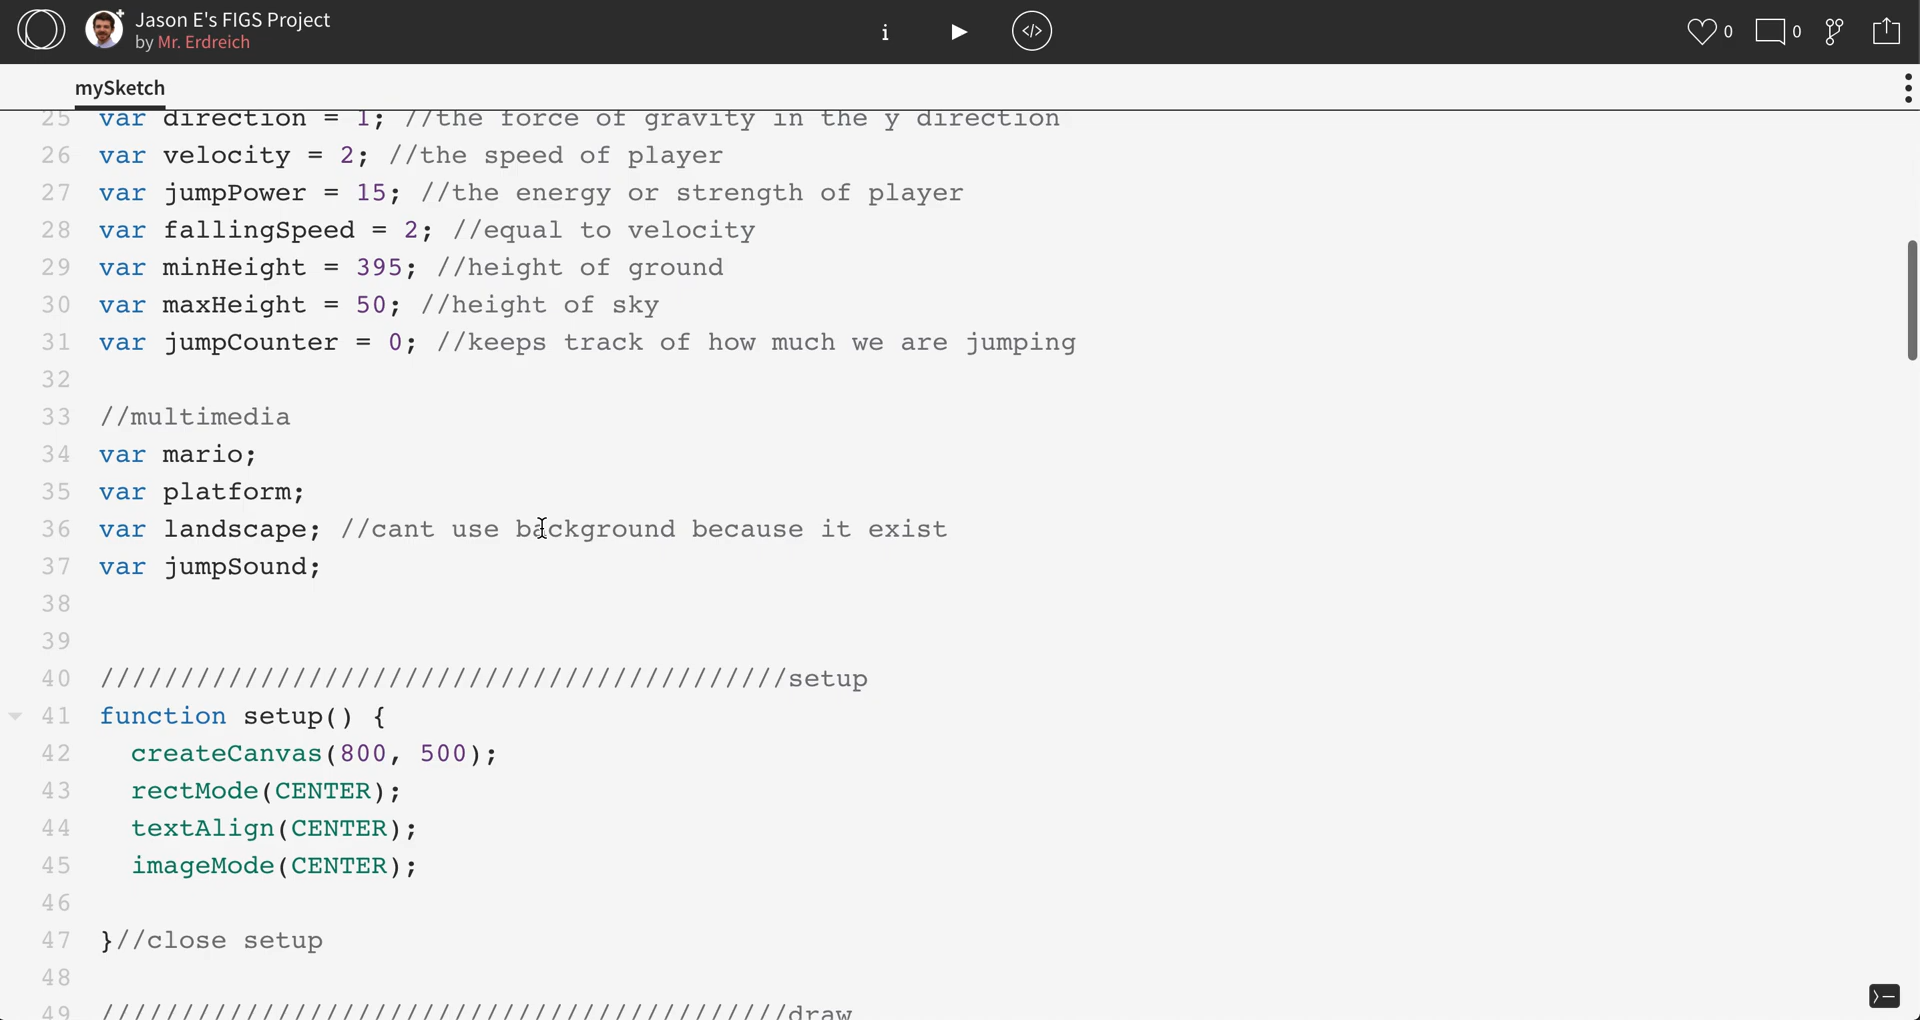 Jason E's FIGS Project
by Mr. Erdreich
i
</>
0
0
mySketch
25 var direction = 1; //the force of gravity in the y direction
26 var velocity = 2; //the speed of player
27 var jumpPower = 15; //the energy or strength of player
28 var fallingSpeed = 2; //equal to velocity
29 var minHeight = 395; //height of ground
30 var maxHeight = 50; //height of sky
31 var jumpCounter = 0; //keeps track of how much we are jumping
32
33 //multimedia
34 var mario;
35 var platform;
36 var landscape; //cant use background because it exist
37 var jumpSound;
38
39
40 ///////////////////////////////////////////setup
41 function setup() {
42 createCanvas(800, 500);
43 rectMode(CENTER);
44 textAlign(CENTER);
45 imageMode(CENTER);
46
47 }//close setup
48
49 ///////////////////////////////////////////draw